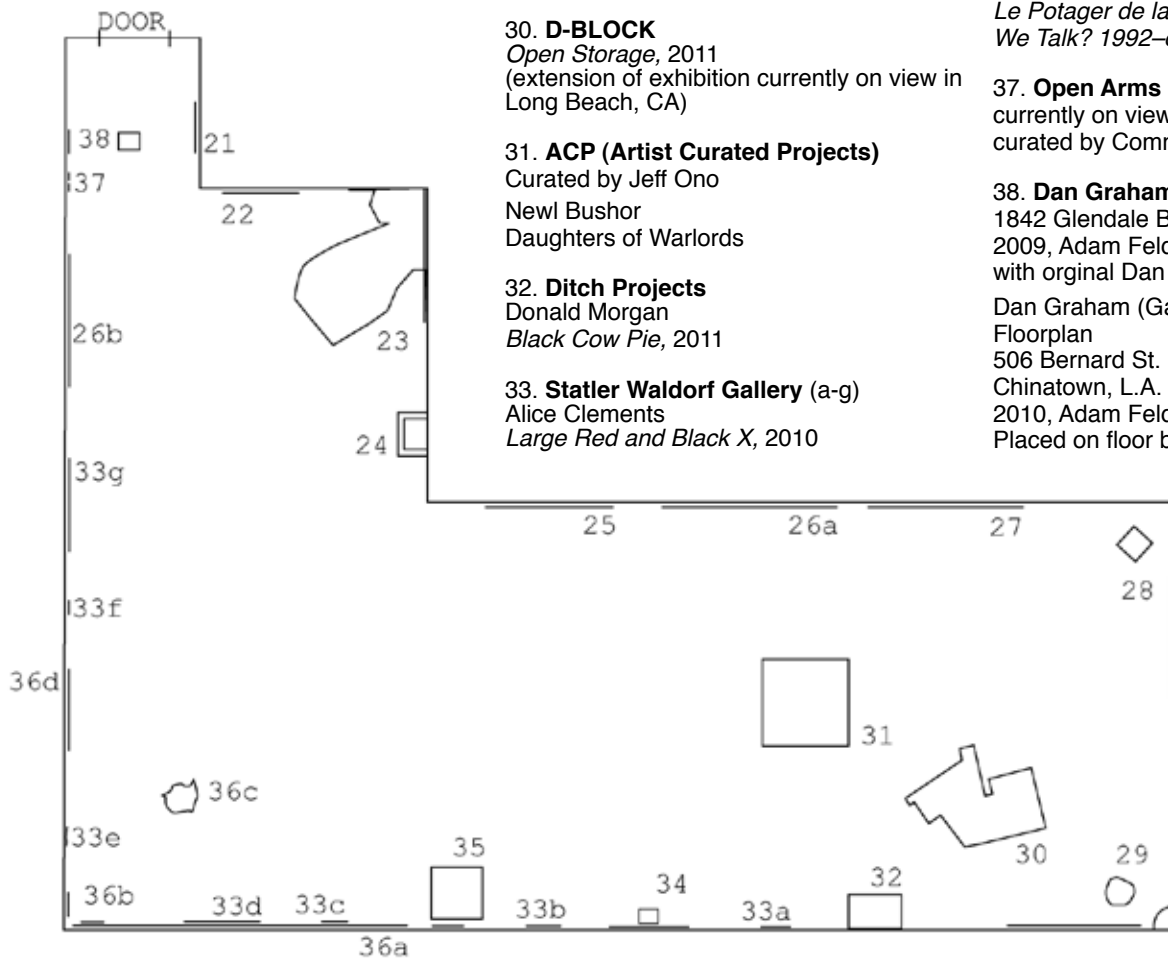 DOOR
30. D-BLOCK
Open Storage, 2011
(extension of exhibition currently on view in
Long Beach, CA)
31. ACP (Artist Curated Projects)
Curated by Jeff Ono
Newl Bushor
Daughters of Warlords
32. Ditch Projects
Donald Morgan
Black Cow Pie, 2011
33. Statler Waldorf Gallery (a-g)
Alice Clements
Large Red and Black X, 2010
Le Potager de la
We Talk? 1992–
37. Open Arms
currently on view
curated by Comm
38. Dan Graham
1842 Glendale B
2009, Adam Feld
with orginal Dan
Dan Graham (Ga
Floorplan
506 Bernard St.
Chinatown, L.A.
2010, Adam Feld
Placed on floor b
38
21
37
22
26b
23
24
33g
25
26a
27
28
33f
36d
31
36c
33e
35
30
29
36b
33d
33c
33b
34
33a
32
36a